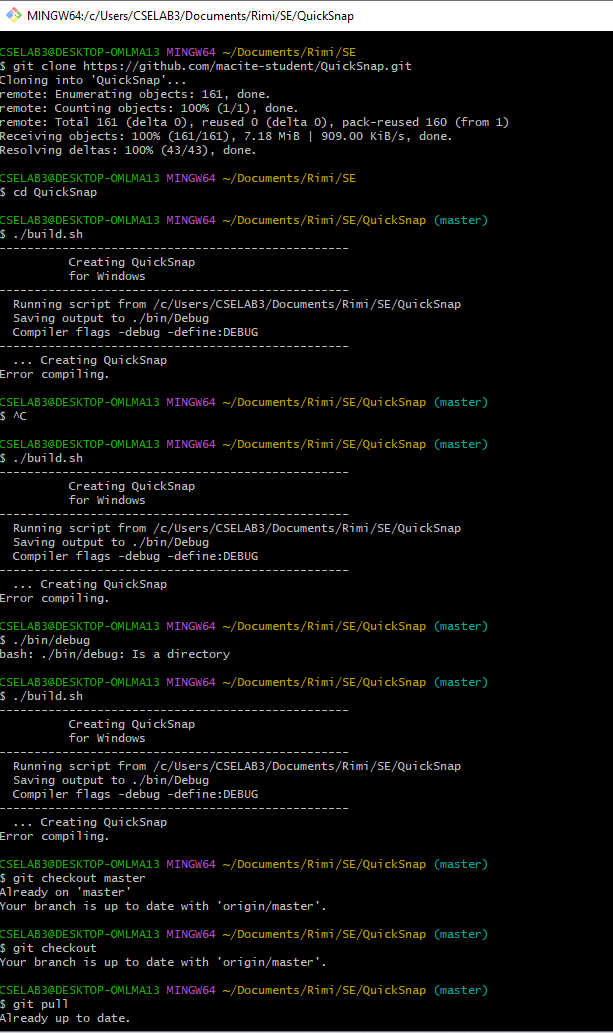 MINGW64:/c/Users/CSELAB3/Documents/Rimi/SE/QuickSnap
CSELAB3@DESKTOP-OMLMA13 MINGW64 ~/Documents/Rimi/SE
$ git clone https://github.com/macite-student/QuickSnap.git
Cloning into 'QuickSnap'...
remote: Enumerating objects: 161, done.
remote: Counting objects: 100% (1/1), done.
remote: Total 161 (delta 0), reused 0 (delta 0), pack-reused 160 (from 1)
Receiving objects: 100% (161/161), 7.18 MiB | 909.00 KiB/s, done.
Resolving deltas: 100% (43/43), done.
CSELAB3@DESKTOP-OMLMA13 MINGW64 ~/Documents/Rimi/SE
$ cd QuickSnap
CSELAB3@DESKTOP-OMLMA13 MINGW64 ~/Documents/Rimi/SE/QuickSnap (master)
$ ./build.sh
--------------------------------------------------
Creating QuickSnap
for Windows
--------------------------------------------------
Running script from /c/Users/CSELAB3/Documents/Rimi/SE/QuickSnap
Saving output to ./bin/Debug
Compiler flags -debug -define:DEBUG
--------------------------------------------------
... Creating QuickSnap
Error compiling.
CSELAB3@DESKTOP-OMLMA13 MINGW64 ~/Documents/Rimi/SE/QuickSnap (master)
$ ^C
CSELAB3@DESKTOP-OMLMA13 MINGW64 ~/Documents/Rimi/SE/QuickSnap (master)
$ ./build.sh
--------------------------------------------------
Creating QuickSnap
for Windows
--------------------------------------------------
Running script from /c/Users/CSELAB3/Documents/Rimi/SE/QuickSnap
Saving output to ./bin/Debug
Compiler flags -debug -define:DEBUG
--------------------------------------------------
... Creating QuickSnap
Error compiling.
CSELAB3@DESKTOP-OMLMA13 MINGW64 ~/Documents/Rimi/SE/QuickSnap (master)
$ ./bin/debug
bash: ./bin/debug: Is a directory
CSELAB3@DESKTOP-OMLMA13 MINGW64 ~/Documents/Rimi/SE/QuickSnap (master)
$ ./build.sh
--------------------------------------------------
Creating QuickSnap
for Windows
--------------------------------------------------
Running script from /c/Users/CSELAB3/Documents/Rimi/SE/QuickSnap
Saving output to ./bin/Debug
Compiler flags -debug -define:DEBUG
--------------------------------------------------
... Creating QuickSnap
Error compiling.
CSELAB3@DESKTOP-OMLMA13 MINGW64 ~/Documents/Rimi/SE/QuickSnap (master)
$ git checkout master
Already on 'master'
Your branch is up to date with 'origin/master'.
CSELAB3@DESKTOP-OMLMA13 MINGW64 ~/Documents/Rimi/SE/QuickSnap (master)
$ git checkout
Your branch is up to date with 'origin/master'.
CSELAB3@DESKTOP-OMLMA13 MINGW64 ~/Documents/Rimi/SE/QuickSnap (master)
$ git pull
Already up to date.